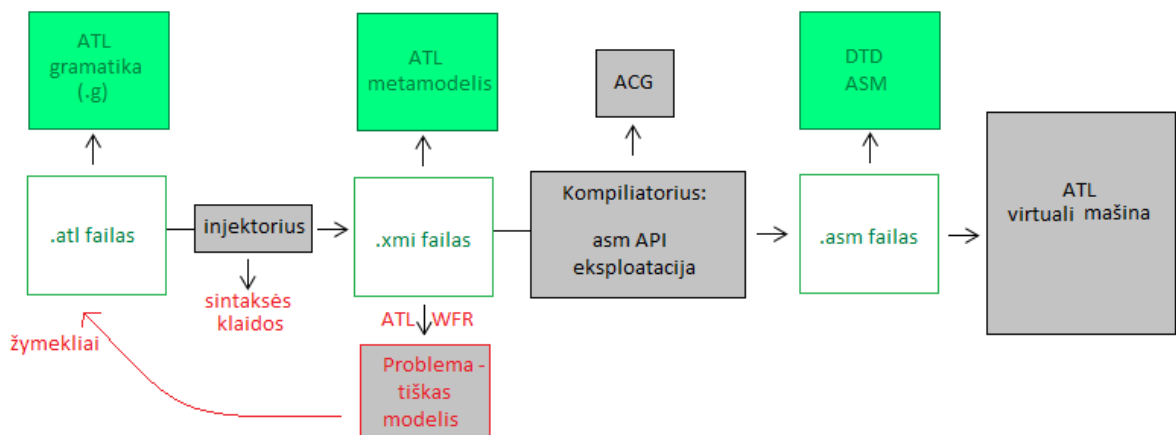 ATL
gramatika
(.g)
ATL
metamodelis
ACG
DTD
ASM
ATL
virtuali mašina
.atl failas
injektorius
.xmi failas
Kompiliatorius:
asm API
eksploatacija
.asm failas
sintaksės
klaidos
žymekliai
ATL WFR
Problema -
tiškas
modelis